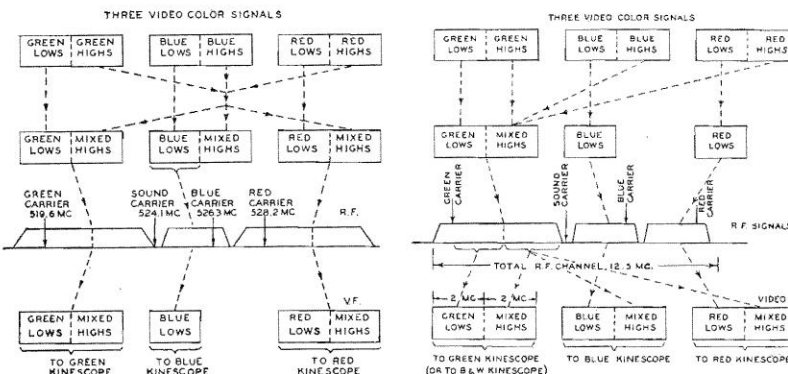 THREE VIDEO COLOR SIGNALS
GREEN LOWS GREEN HIGHS
BLUE LOWS BLUE HIGHS
RED LOWS RED HIGHS
GREEN LOWS MIXED HIGHS
BLUE LOWS MIXED HIGHS
RED LOWS MIXED HIGHS
GREEN CARRIER 519.6 MC
SOUND CARRIER 524.1 MC
BLUE CARRIER 526.3 MC
RED CARRIER 528.2 MC
R.F.
V.F.
GREEN LOWS MIXED HIGHS
BLUE LOWS
RED LOWS MIXED HIGHS
TO GREEN KINESCOPE
TO BLUE KINESCOPE
TO RED KINESCOPE
THREE VIDEO COLOR SIGNALS
GREEN LOWS GREEN HIGHS
BLUE LOWS BLUE HIGHS
RED LOWS RED HIGHS
GREEN LOWS MIXED HIGHS
BLUE LOWS
RED LOWS
GREEN CARRIER
SOUND CARRIER
BLUE CARRIER
RED CARRIER
R.F. SIGNALS
TOTAL R.F. CHANNEL, 12.5 MC.
2 MC 2 MC
VIDEO
GREEN LOWS MIXED HIGHS
BLUE LOWS MIXED HIGHS
RED LOWS MIXED HIGHS
TO GREEN KINESCOPE
(OR TO B & W KINESCOPE)
TO BLUE KINESCOPE
TO RED KINESCOPE